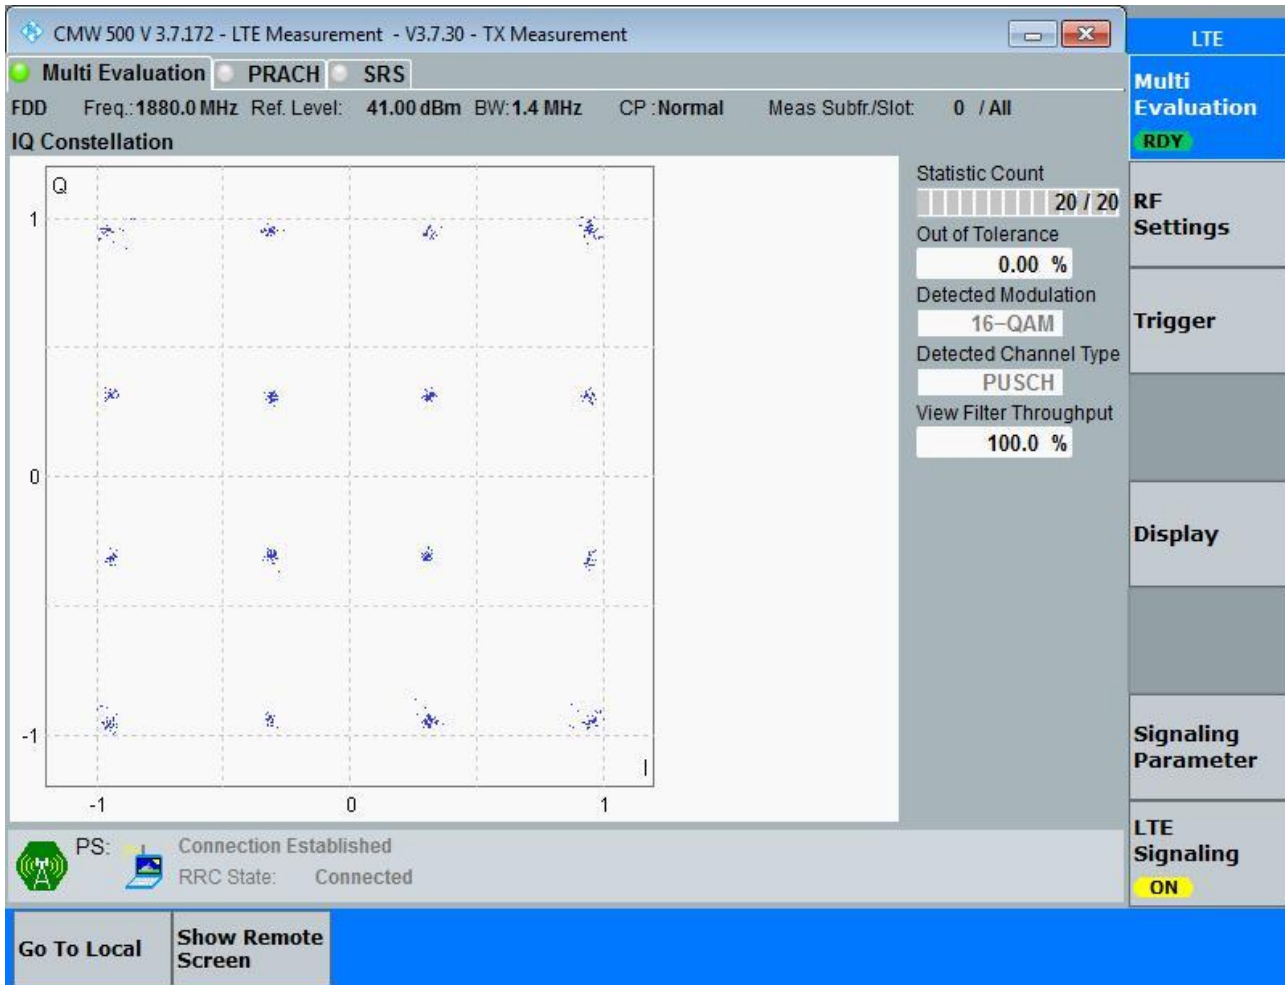 CMW 500 V 3.7.172 - LTE Measurement - V3.7.30 - TX Measurement
LTE
Multi Evaluation PRACH SRS
FDD Freq.: 1880.0 MHz Ref. Level: 41.00 dBm BW: 1.4 MHz CP : Normal Meas Subfr./Slot: 0 / All
IQ Constellation
Q
1
0
-1
I
-1 0 1
Statistic Count
20 / 20
Out of Tolerance
0.00 %
Detected Modulation
16-QAM
Detected Channel Type
PUSCH
View Filter Throughput
100.0 %
Multi
Evaluation
RDY
RF
Settings
Trigger
Display
Signaling
Parameter
LTE
Signaling
ON
PS: Connection Established
RRC State: Connected
Go To Local
Show Remote
Screen